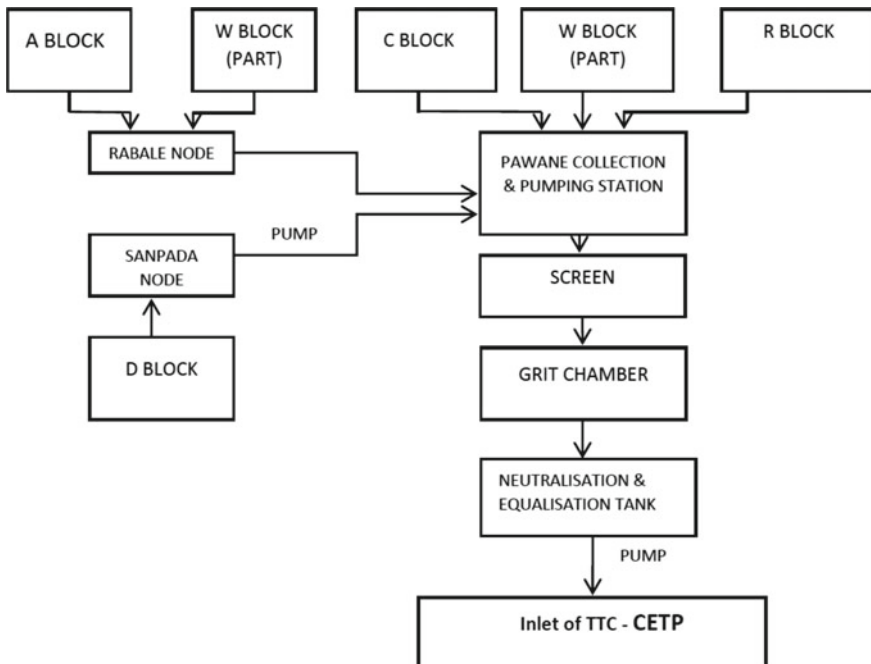 A BLOCK
W BLOCK
(PART)
C BLOCK
W BLOCK
(PART)
R BLOCK
RABALE NODE
PAWANE COLLECTION
& PUMPING STATION
PUMP
SANPADA
NODE
SCREEN
D BLOCK
GRIT CHAMBER
NEUTRALISATION &
EQUALISATION TANK
PUMP
Inlet of TTC - CETP